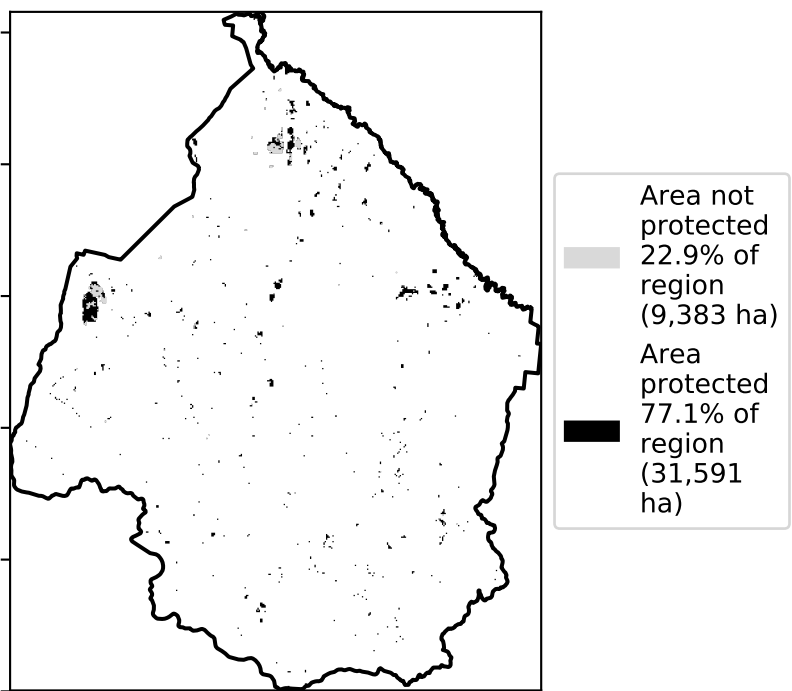 Area not
protected
22.9% of
region
(9,383 ha)
Area
protected
77.1% of
region
(31,591
ha)